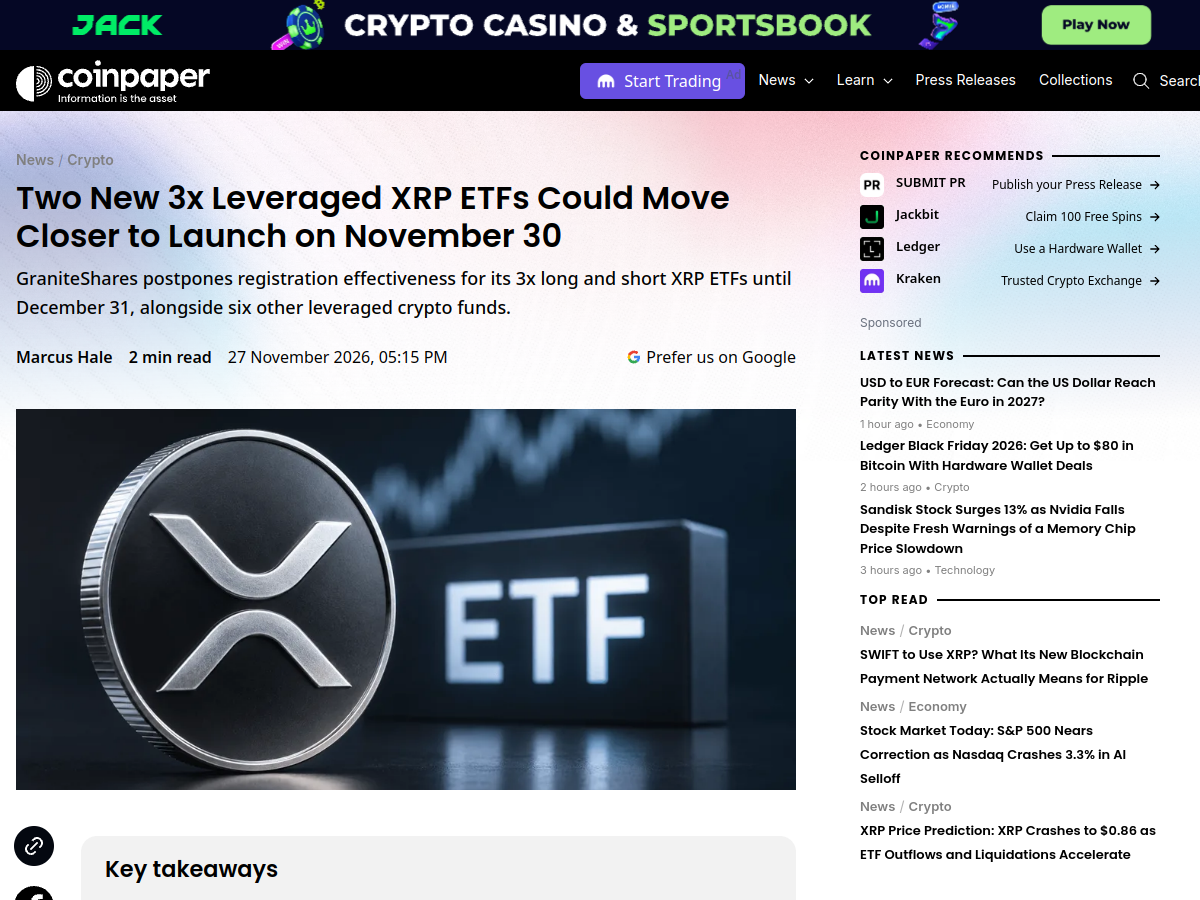 JACK
CRYPTO CASINO & SPORTSBOOK
Play Now
coinpaper
Information is the asset
Start Trading
Ad
News
Learn
Press Releases
Collections
Search
News / Crypto
Two New 3x Leveraged XRP ETFs Could Move
Closer to Launch on November 30
GraniteShares postpones registration effectiveness for its 3x long and short XRP ETFs until
December 31, alongside six other leveraged crypto funds.
Marcus Hale 2 min read 27 November 2026, 05:15 PM
Prefer us on Google
ETF
Key takeaways
COINPAPER RECOMMENDS
PR SUBMIT PR Publish your Press Release →
Jackbit Claim 100 Free Spins →
Ledger Use a Hardware Wallet →
Kraken Trusted Crypto Exchange →
Sponsored
LATEST NEWS
USD to EUR Forecast: Can the US Dollar Reach
Parity With the Euro in 2027?
1 hour ago • Economy
Ledger Black Friday 2026: Get Up to $80 in
Bitcoin With Hardware Wallet Deals
2 hours ago • Crypto
Sandisk Stock Surges 13% as Nvidia Falls
Despite Fresh Warnings of a Memory Chip
Price Slowdown
3 hours ago • Technology
TOP READ
News / Crypto
SWIFT to Use XRP? What Its New Blockchain
Payment Network Actually Means for Ripple
News / Economy
Stock Market Today: S&P 500 Nears
Correction as Nasdaq Crashes 3.3% in AI
Selloff
News / Crypto
XRP Price Prediction: XRP Crashes to $0.86 as
ETF Outflows and Liquidations Accelerate